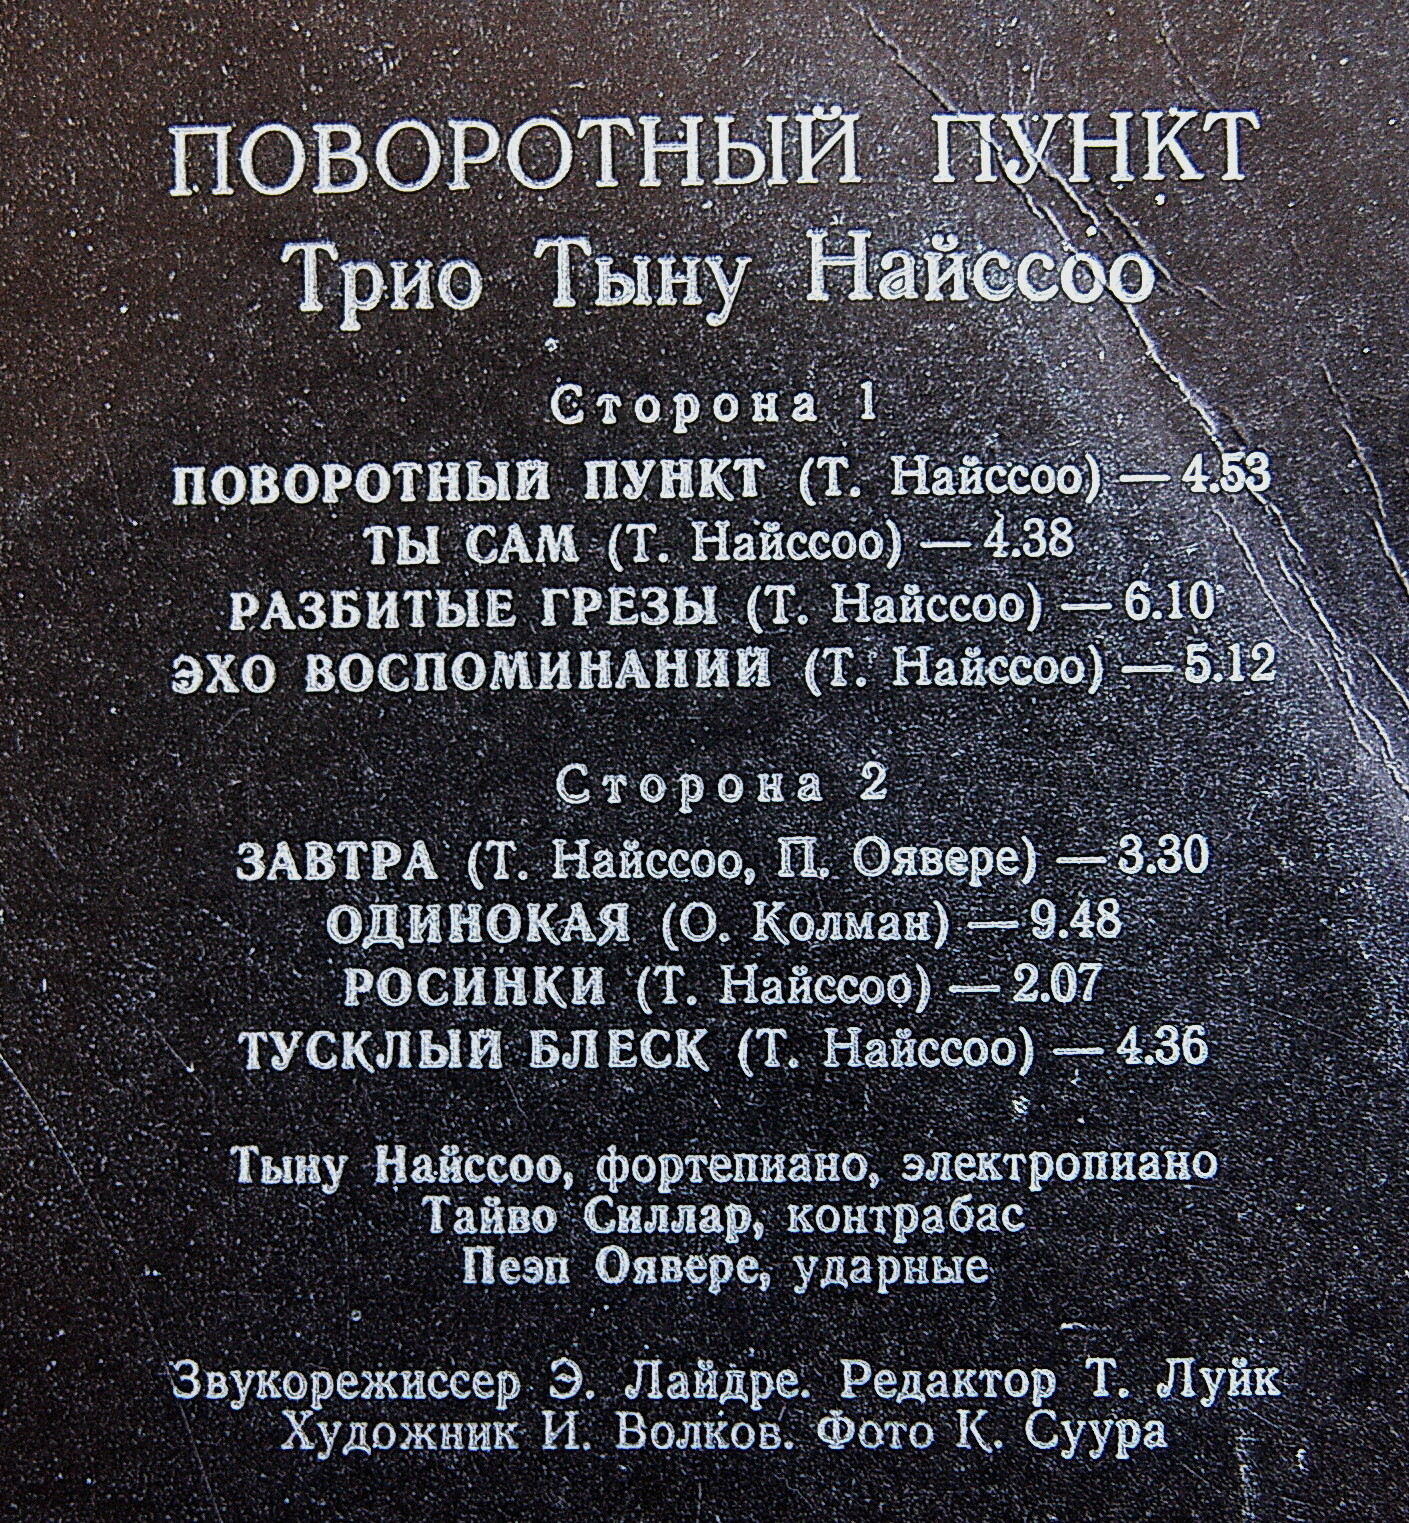 ПОВОРОТНЫЙ ПУНКТ
Трио Тыну Найссоо
Сторона 1
ПОВОРОТНЫЙ ПУНКТ (Т. Найссоо) — 4.53
ТЫ САМ (Т. Найссоо) — 4.38
РАЗБИТЫЕ ГРЕЗЫ (Т. Найссоо) — 6.10
ЭХО ВОСПОМИНАНИЙ (Т. Найссоо) — 5.12
Сторона 2
ЗАВТРА (Т. Найссоо, П. Оявере) — 3.30
ОДИНОКАЯ (О. Колман) — 9.48
РОСИНКИ (Т. Найссоо) — 2.07
ТУСКЛЫЙ БЛЕСК (Т. Найссоо) — 4.36
Тыну Найссоо, фортепиано, электропиано
Тайво Силлар, контрабас
Пеэп Оявере, ударные
Звукорежиссер Э. Лайдре. Редактор Т. Луйк
Художник И. Волков. Фото К. Суура